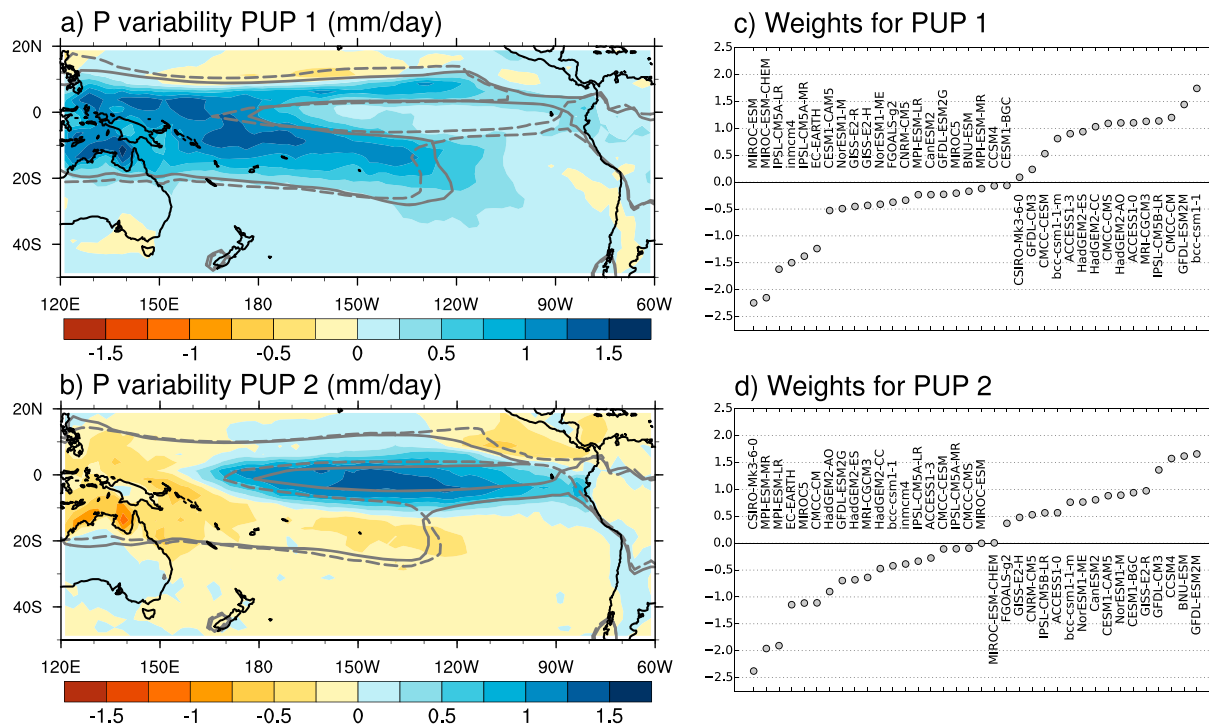 a) P variability PUP 1 (mm/day)
20N
0
20S
40S
120E 150E 180 150W 120W 90W 60W
-1.5 -1 -0.5 0 0.5 1 1.5
b) P variability PUP 2 (mm/day)
20N
0
20S
40S
120E 150E 180 150W 120W 90W 60W
-1.5 -1 -0.5 0 0.5 1 1.5
c) Weights for PUP 1
2.5
2.0
1.5
1.0
0.5
0.0
−0.5
−1.0
−1.5
−2.0
−2.5
MIROC-ESM
MIROC-ESM-CHEM
IPSL-CM5A-LR
inmcm4
IPSL-CM5A-MR
EC-EARTH
CESM1-CAM5
NorESM1-M
GISS-E2-R
GISS-E2-H
NorESM1-ME
FGOALS-g2
CNRM-CM5
MPI-ESM-LR
CanESM2
GFDL-ESM2G
MIROC5
BNU-ESM
MPI-ESM-MR
CCSM4
CESM1-BGC
CSIRO-Mk3-6-0
GFDL-CM3
CMCC-CESM
bcc-csm1-1-m
ACCESS1-3
HadGEM2-ES
HadGEM2-CC
CMCC-CMS
HadGEM2-AO
ACCESS1-0
MRI-CGCM3
IPSL-CM5B-LR
CMCC-CM
GFDL-ESM2M
bcc-csm1-1
d) Weights for PUP 2
2.5
2.0
1.5
1.0
0.5
0.0
−0.5
−1.0
−1.5
−2.0
−2.5
CSIRO-Mk3-6-0
MPI-ESM-MR
MPI-ESM-LR
EC-EARTH
MIROC5
CMCC-CM
HadGEM2-AO
GFDL-ESM2G
HadGEM2-ES
MRI-CGCM3
HadGEM2-CC
bcc-csm1-1
inmcm4
IPSL-CM5A-LR
ACCESS1-3
CMCC-CESM
IPSL-CM5A-MR
CMCC-CMS
MIROC-ESM
MIROC-ESM-CHEM
FGOALS-g2
GISS-E2-H
CNRM-CM5
IPSL-CM5B-LR
ACCESS1-0
bcc-csm1-1-m
NorESM1-ME
CanESM2
CESM1-CAM5
NorESM1-M
CESM1-BGC
GISS-E2-R
GFDL-CM3
CCSM4
BNU-ESM
GFDL-ESM2M